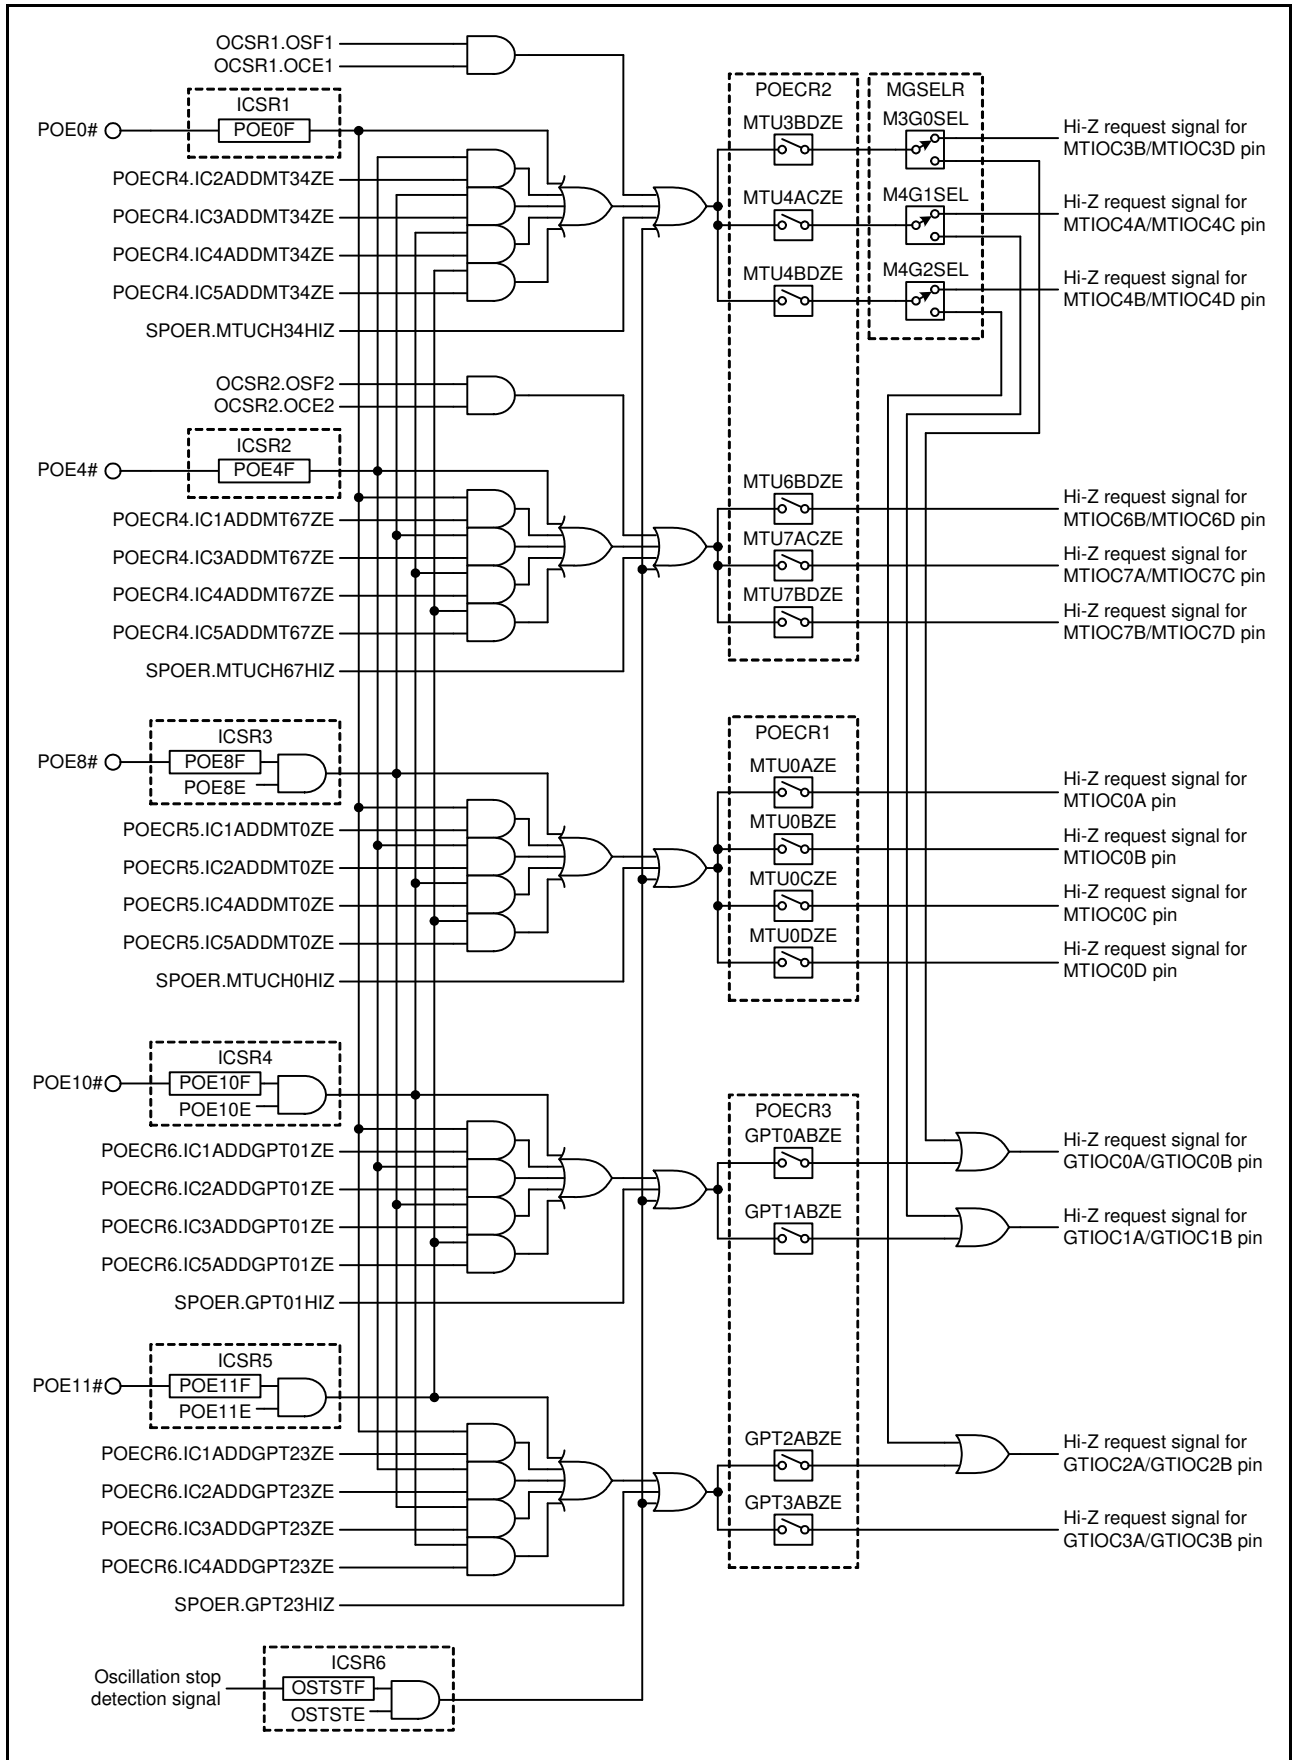 OCSR1.OSF1
OCSR1.OCE1
ICSR1
POE0#
POE0F
POECR4.IC2ADDMT34ZE
POECR4.IC3ADDMT34ZE
POECR4.IC4ADDMT34ZE
POECR4.IC5ADDMT34ZE
SPOER.MTUCH34HIZ
POECR2
MTU3BDZE
MTU4ACZE
MTU4BDZE
MGSELR
M3G0SEL
M4G1SEL
M4G2SEL
Hi-Z request signal for
MTIOC3B/MTIOC3D pin
Hi-Z request signal for
MTIOC4A/MTIOC4C pin
Hi-Z request signal for
MTIOC4B/MTIOC4D pin
OCSR2.OSF2
OCSR2.OCE2
ICSR2
POE4#
POE4F
POECR4.IC1ADDMT67ZE
POECR4.IC3ADDMT67ZE
POECR4.IC4ADDMT67ZE
POECR4.IC5ADDMT67ZE
SPOER.MTUCH67HIZ
MTU6BDZE
MTU7ACZE
MTU7BDZE
Hi-Z request signal for
MTIOC6B/MTIOC6D pin
Hi-Z request signal for
MTIOC7A/MTIOC7C pin
Hi-Z request signal for
MTIOC7B/MTIOC7D pin
ICSR3
POE8#
POE8F
POE8E
POECR5.IC1ADDMT0ZE
POECR5.IC2ADDMT0ZE
POECR5.IC4ADDMT0ZE
POECR5.IC5ADDMT0ZE
SPOER.MTUCH0HIZ
POECR1
MTU0AZE
MTU0BZE
MTU0CZE
MTU0DZE
Hi-Z request signal for
MTIOC0A pin
Hi-Z request signal for
MTIOC0B pin
Hi-Z request signal for
MTIOC0C pin
Hi-Z request signal for
MTIOC0D pin
ICSR4
POE10#
POE10F
POE10E
POECR6.IC1ADDGPT01ZE
POECR6.IC2ADDGPT01ZE
POECR6.IC3ADDGPT01ZE
POECR6.IC5ADDGPT01ZE
SPOER.GPT01HIZ
POECR3
GPT0ABZE
GPT1ABZE
Hi-Z request signal for
GTIOC0A/GTIOC0B pin
Hi-Z request signal for
GTIOC1A/GTIOC1B pin
ICSR5
POE11#
POE11F
POE11E
POECR6.IC1ADDGPT23ZE
POECR6.IC2ADDGPT23ZE
POECR6.IC3ADDGPT23ZE
POECR6.IC4ADDGPT23ZE
SPOER.GPT23HIZ
GPT2ABZE
GPT3ABZE
Hi-Z request signal for
GTIOC2A/GTIOC2B pin
Hi-Z request signal for
GTIOC3A/GTIOC3B pin
ICSR6
Oscillation stop
detection signal
OSTSTF
OSTSTE